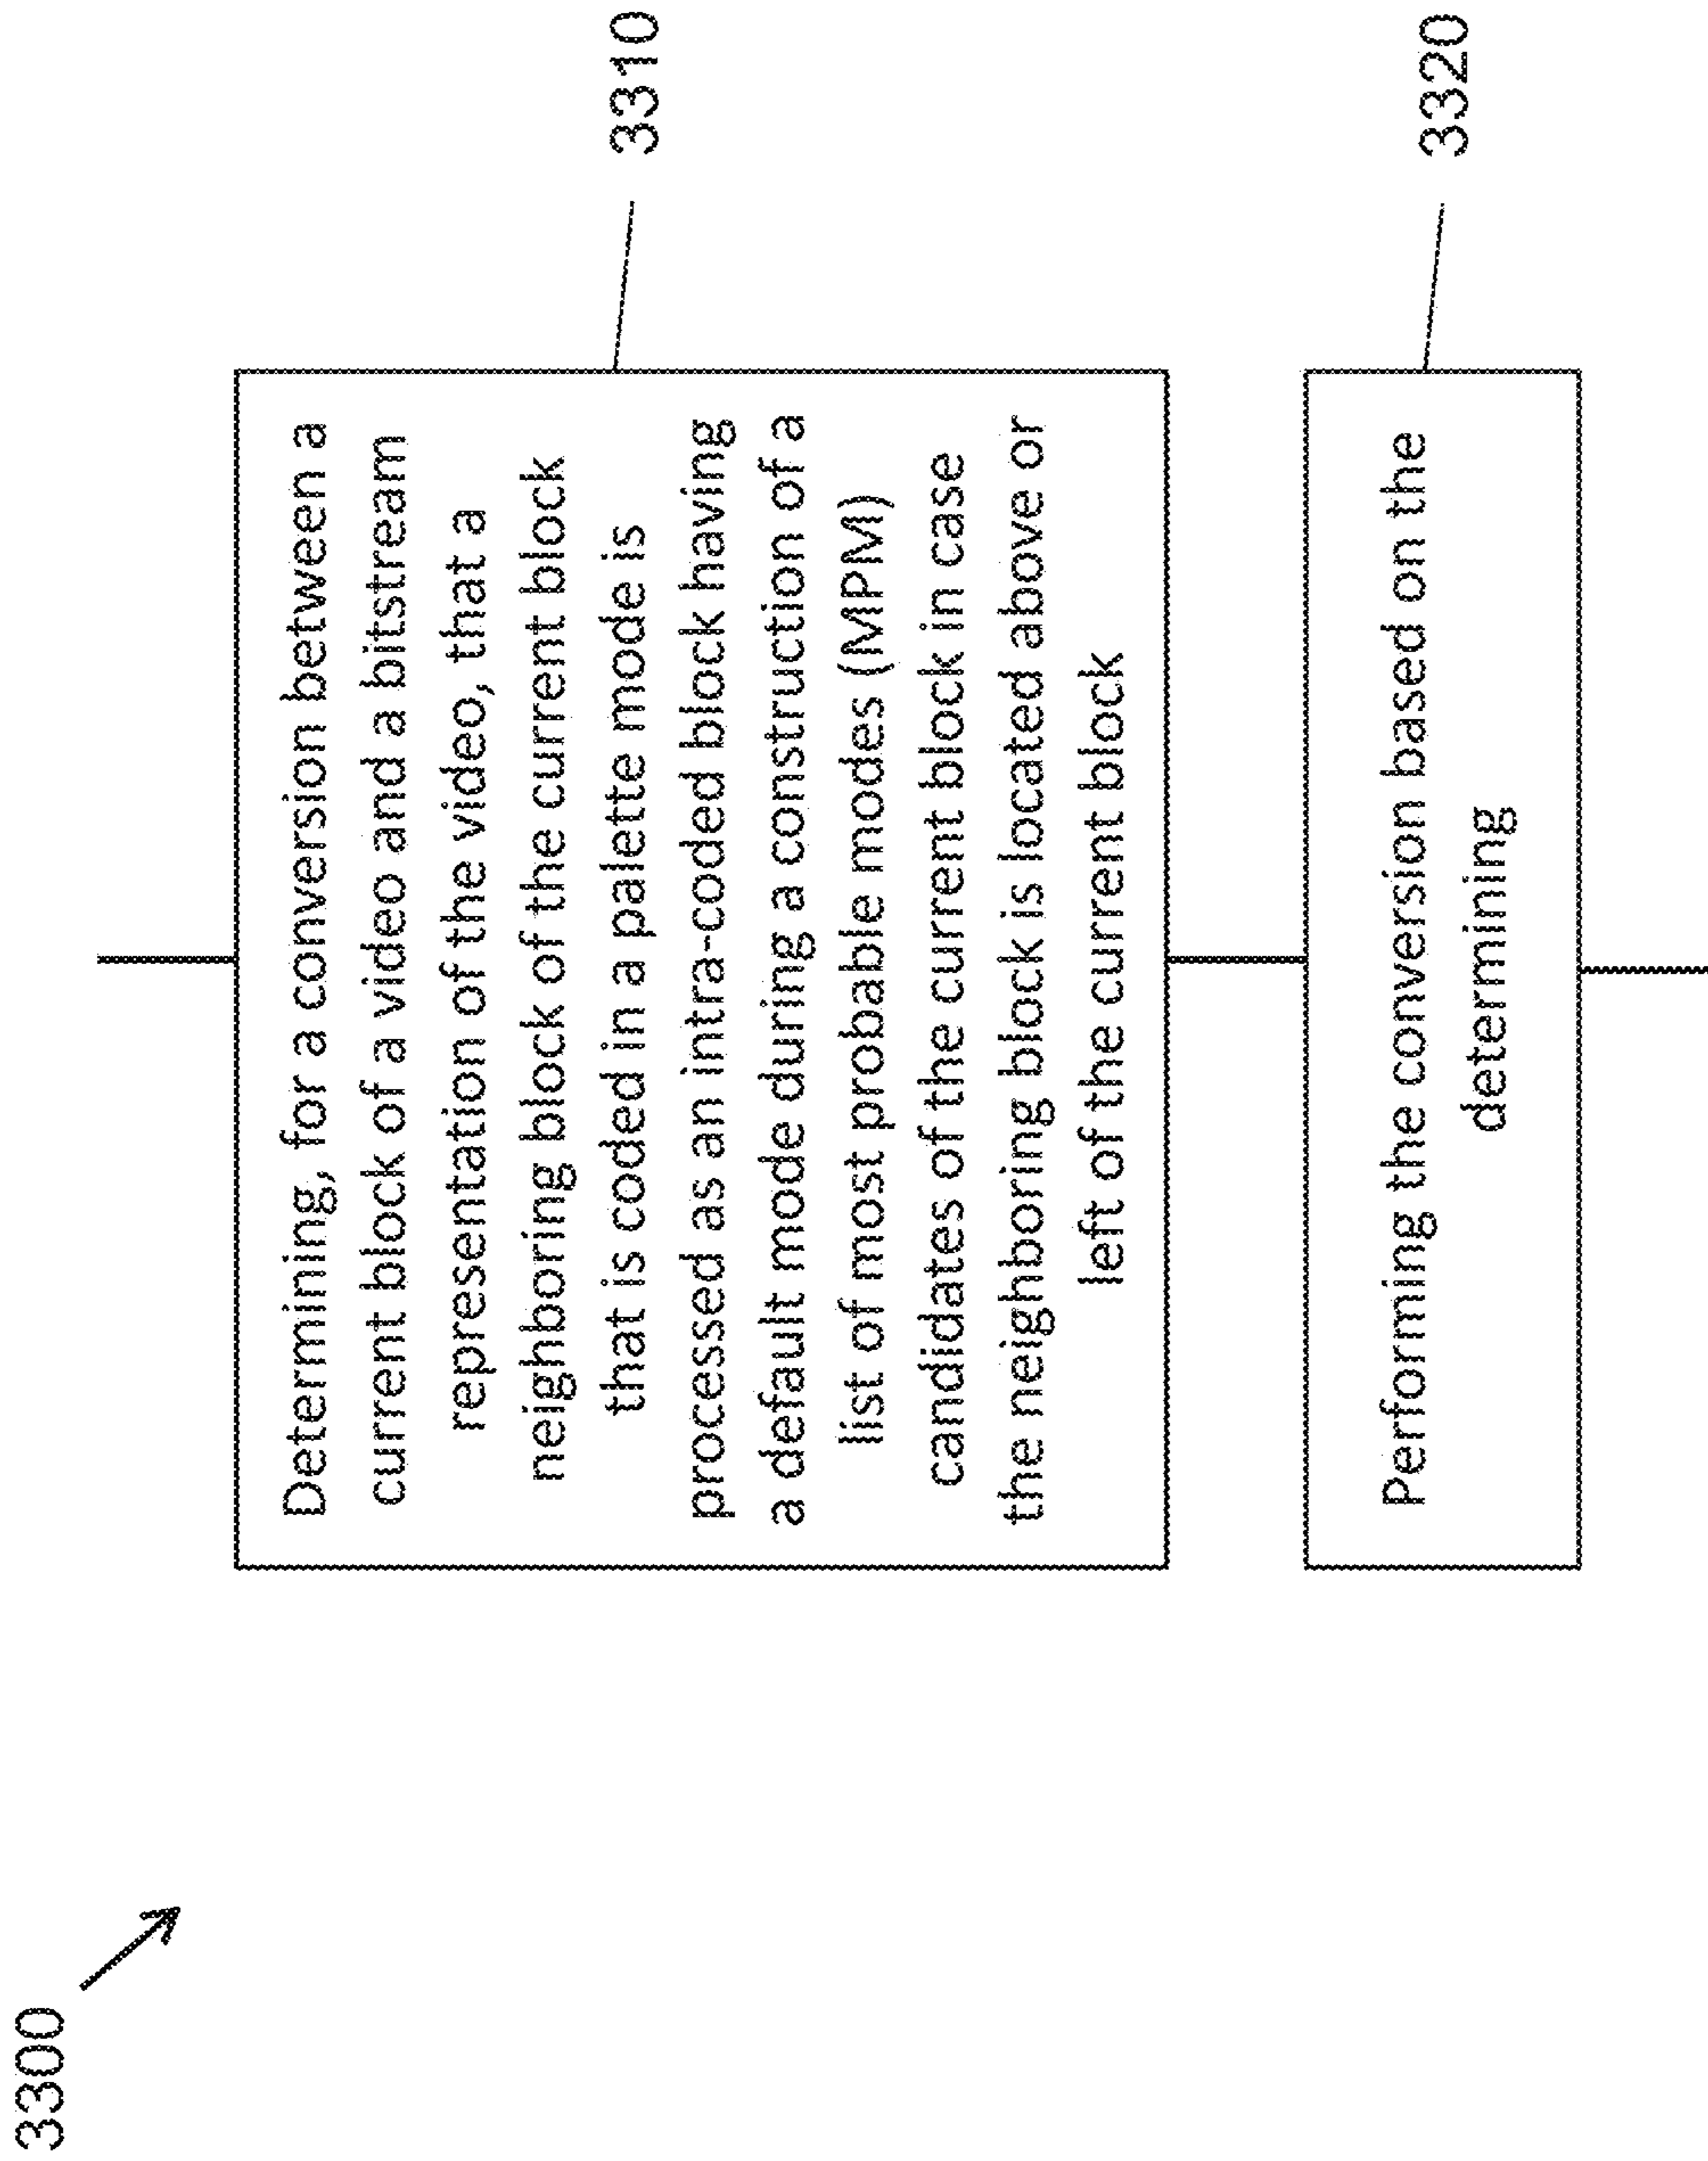 3300
Determining, for a conversion between a
current block of a video and a bitstream
representation of the video, that a
neighboring block of the current block
that is coded in a palette mode is
processed as an intra-coded block having
a default mode during a construction of a
list of most probable modes (MPM)
candidates of the current block in case
the neighboring block is located above or
left of the current block
3310
Performing the conversion based on the
determining
3320